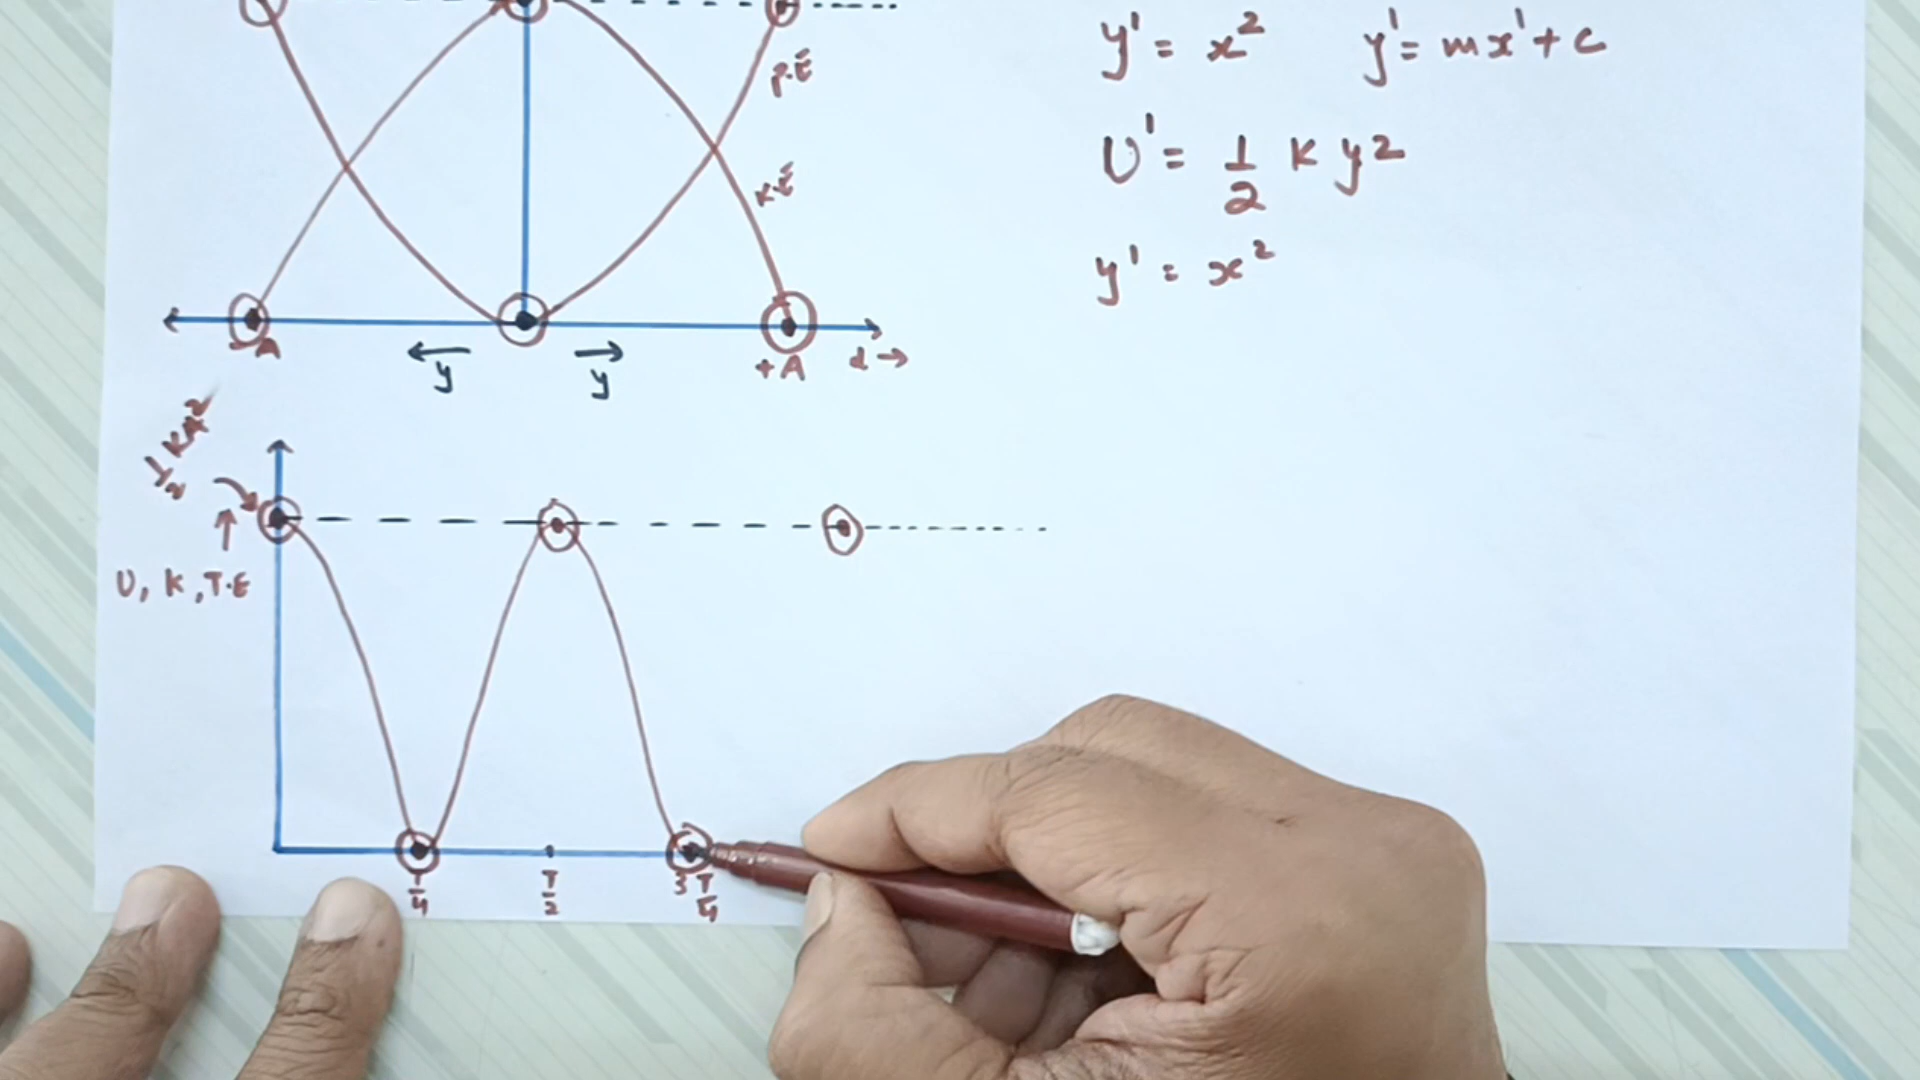 y' = x²
y' = mx' + c
P.E
U' = 1/2 K y²
K.E
y' = x²
-A
+A
d →
y
y
1/2 KA²
U, K, T.E
T/4
T/2
3T/4